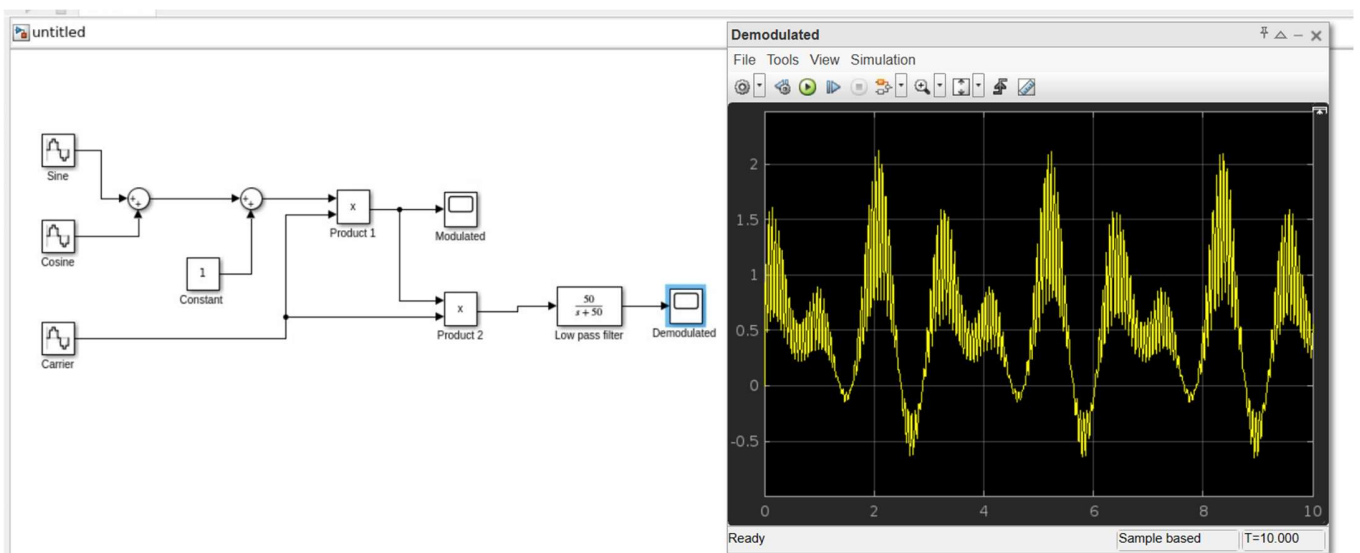 untitled
Sine
Cosine
1
Constant
Carrier
++
++
x
Product 1
Modulated
x
Product 2
50
s + 50
Low pass filter
Demodulated
Demodulated
File Tools View Simulation
2
1.5
1
0.5
0
-0.5
0 2 4 6 8 10
Ready Sample based T=10.000